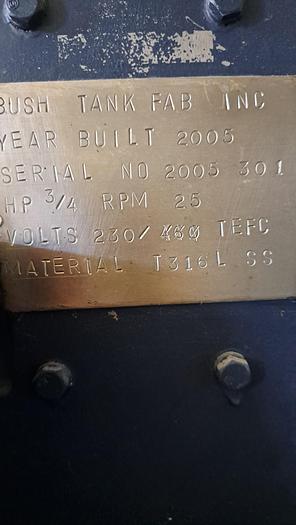 BUSH TANK FAB INC
YEAR BUILT 2005
SERIAL NO 2005 301
HP 3/4 RPM 25
VOLTS 230/ 460 TEFC
MATERIAL T316L SS